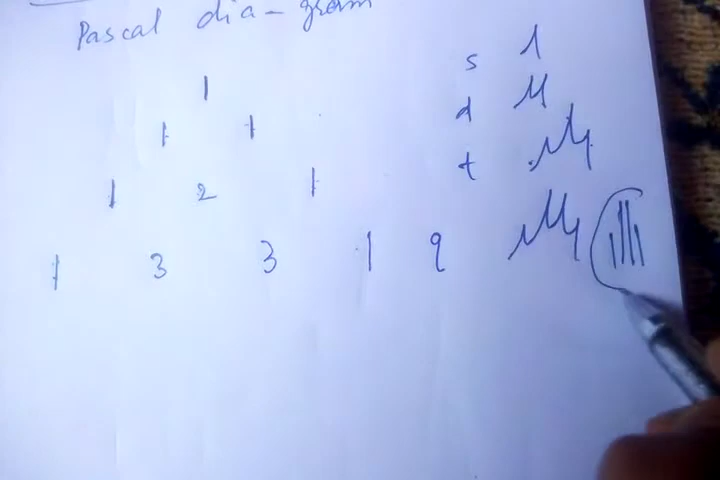 Pascal dia-gram
1 s
1 1 d
1 2 1 t
1 3 3 1 q